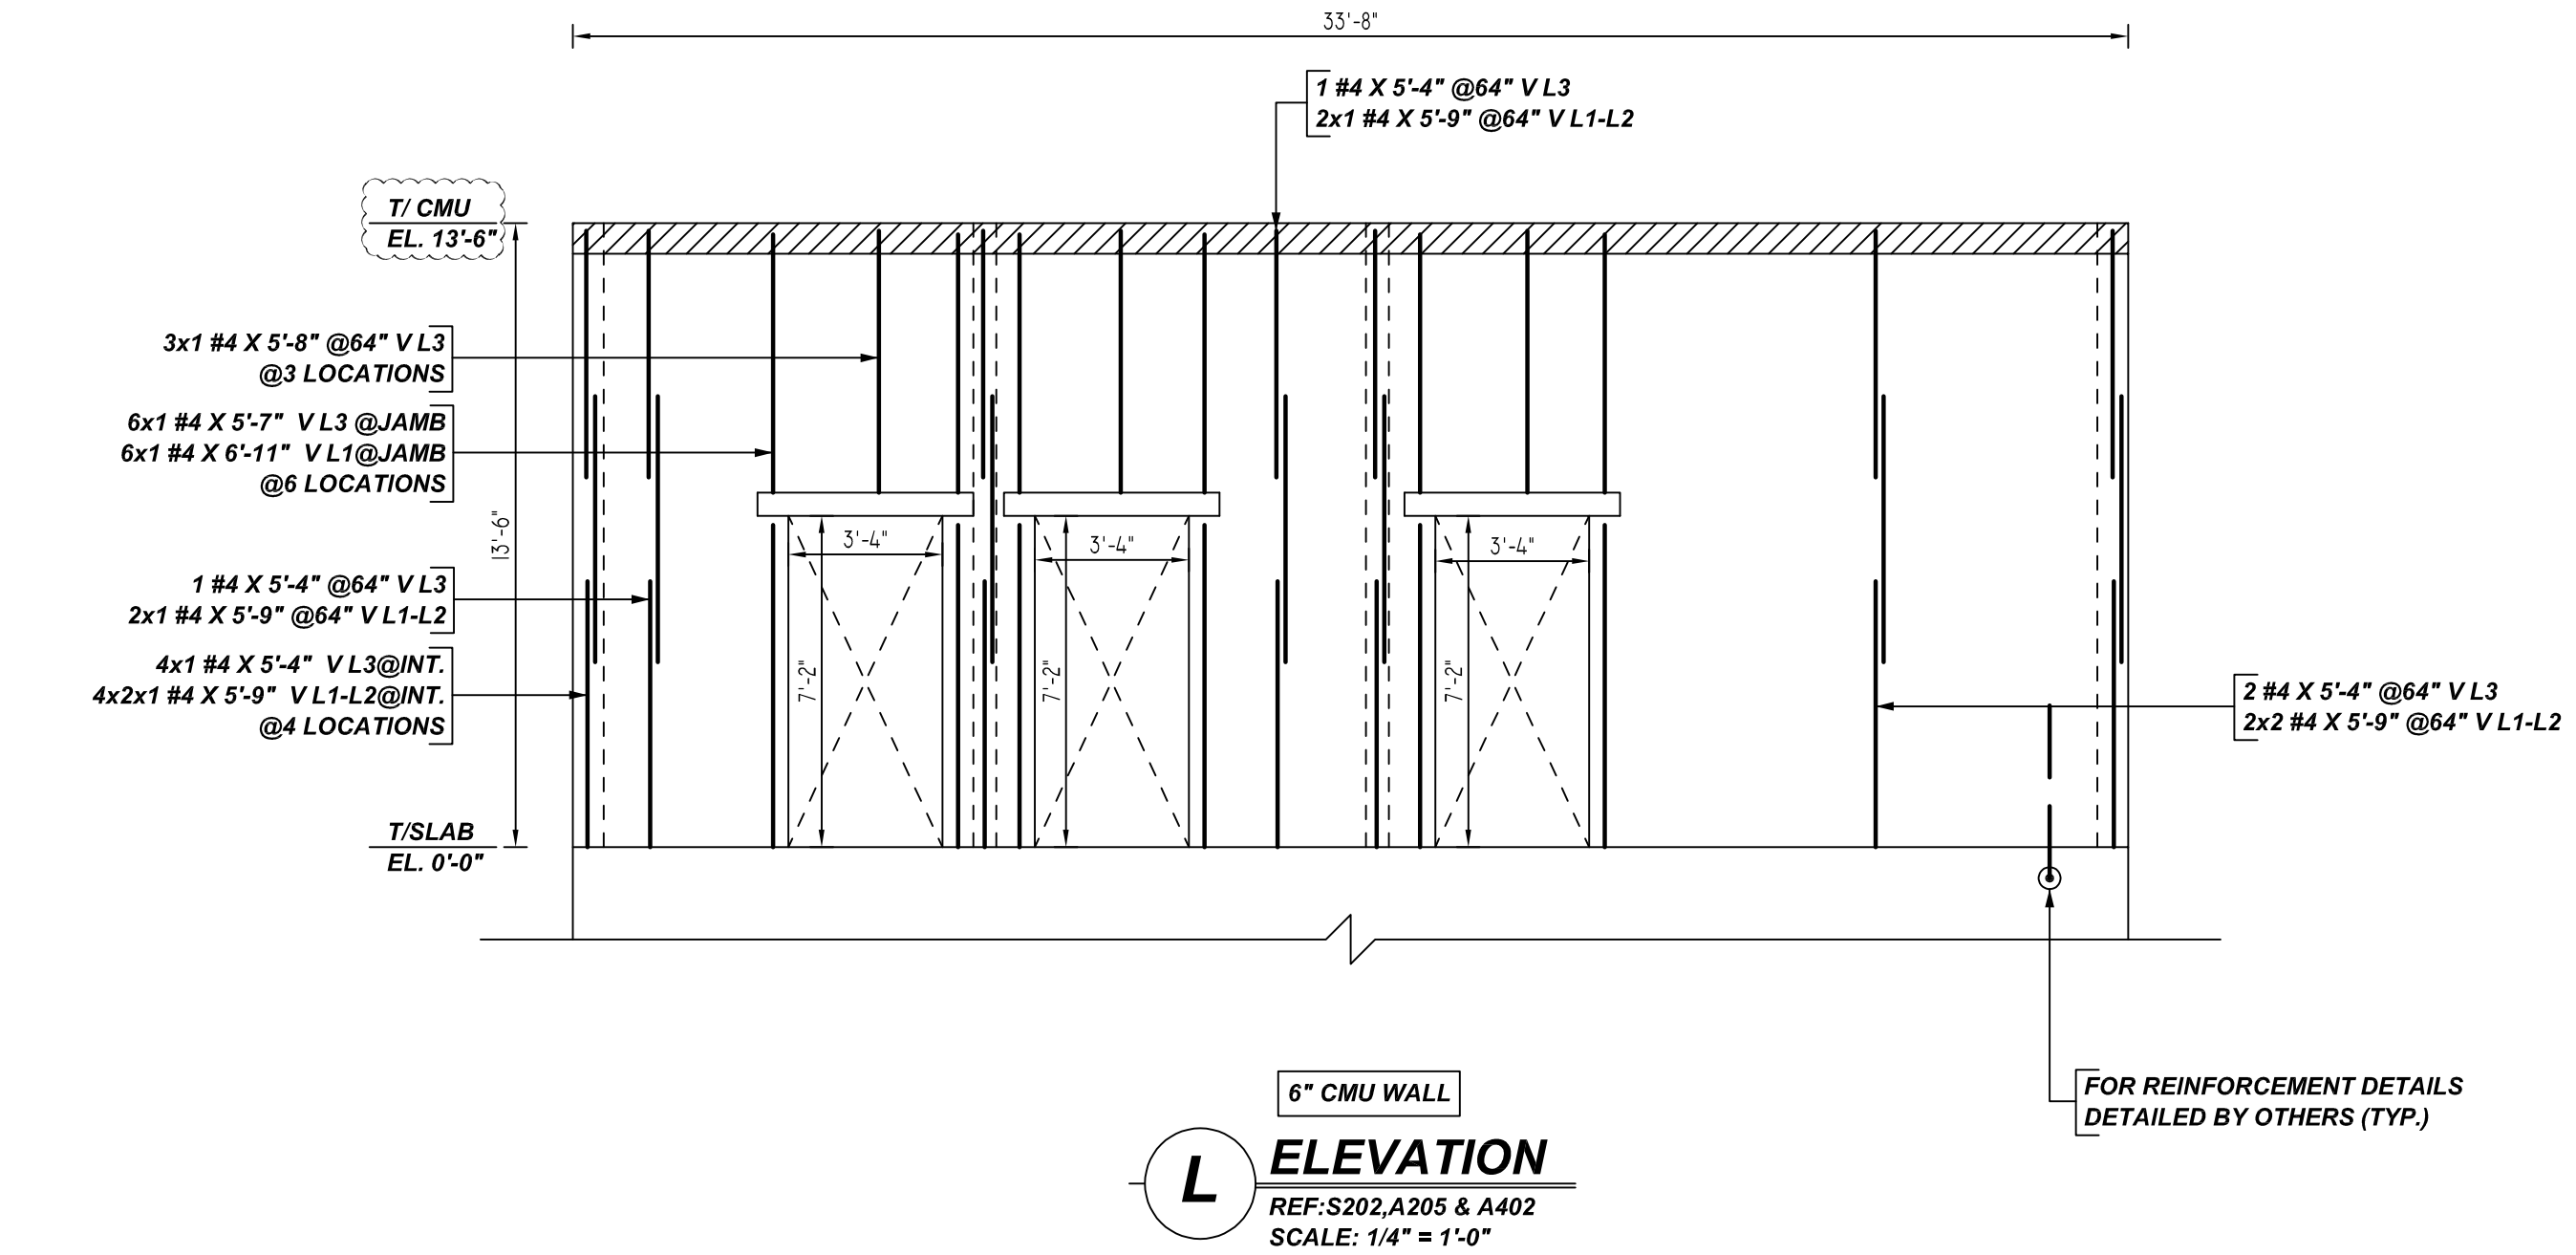 33'-8"
1 #4 X 5'-4" @64" V L3
2x1 #4 X 5'-9" @64" V L1-L2
T/ CMU
EL. 13'-6"
3x1 #4 X 5'-8" @64" V L3
@3 LOCATIONS
6x1 #4 X 5'-7" V L3 @JAMB
6x1 #4 X 6'-11" V L1@JAMB
@6 LOCATIONS
13'-6"
3'-4"
3'-4"
3'-4"
1 #4 X 5'-4" @64" V L3
2x1 #4 X 5'-9" @64" V L1-L2
4x1 #4 X 5'-4" V L3@INT.
4x2x1 #4 X 5'-9" V L1-L2@INT.
@4 LOCATIONS
7'-2"
7'-2"
7'-2"
2 #4 X 5'-4" @64" V L3
2x2 #4 X 5'-9" @64" V L1-L2
T/SLAB
EL. 0'-0"
FOR REINFORCEMENT DETAILS
DETAILED BY OTHERS (TYP.)
6" CMU WALL
L
ELEVATION
REF:S202,A205 & A402
SCALE: 1/4" = 1'-0"